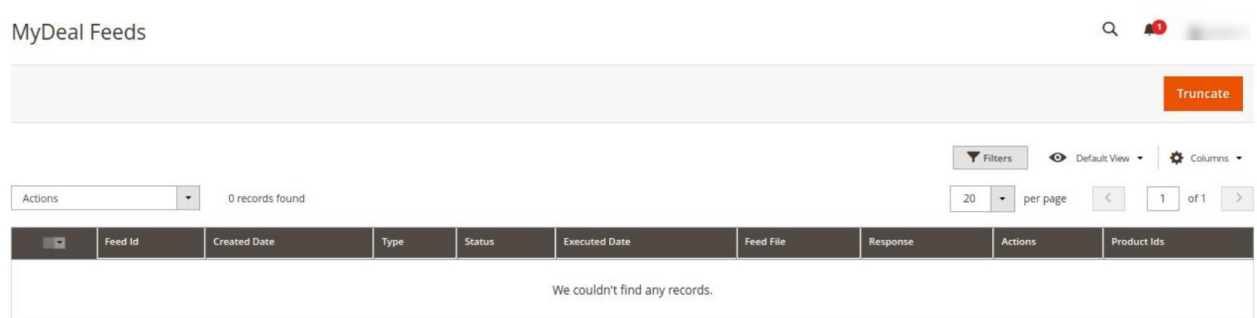 MyDeal Feeds
1
Truncate
Filters Default View Columns
Actions 0 records found 20 per page 1 of 1
Feed Id Created Date Type Status Executed Date Feed File Response Actions Product Ids
We couldn't find any records.